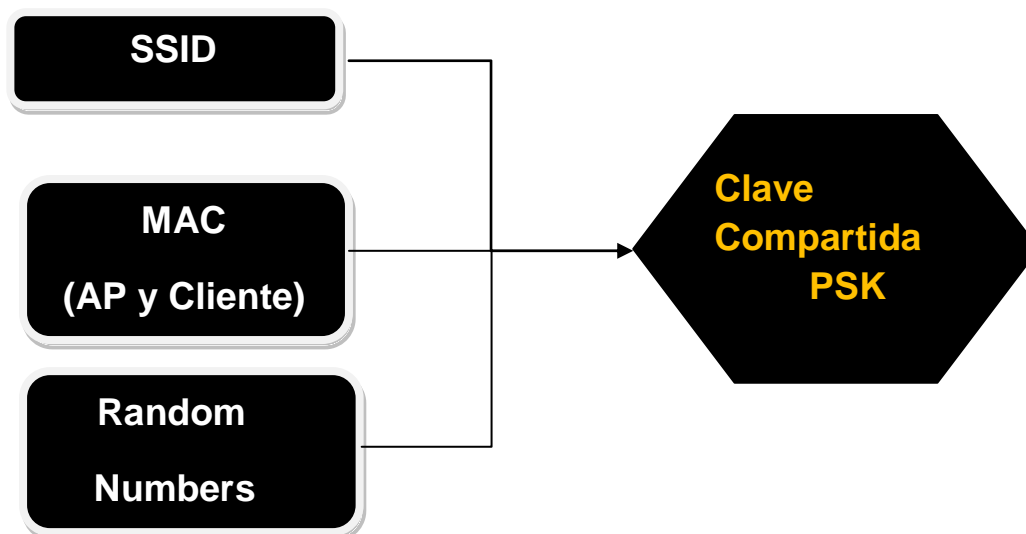 SSID
MAC
(AP y Cliente)
Random
Numbers
Clave
Compartida
PSK